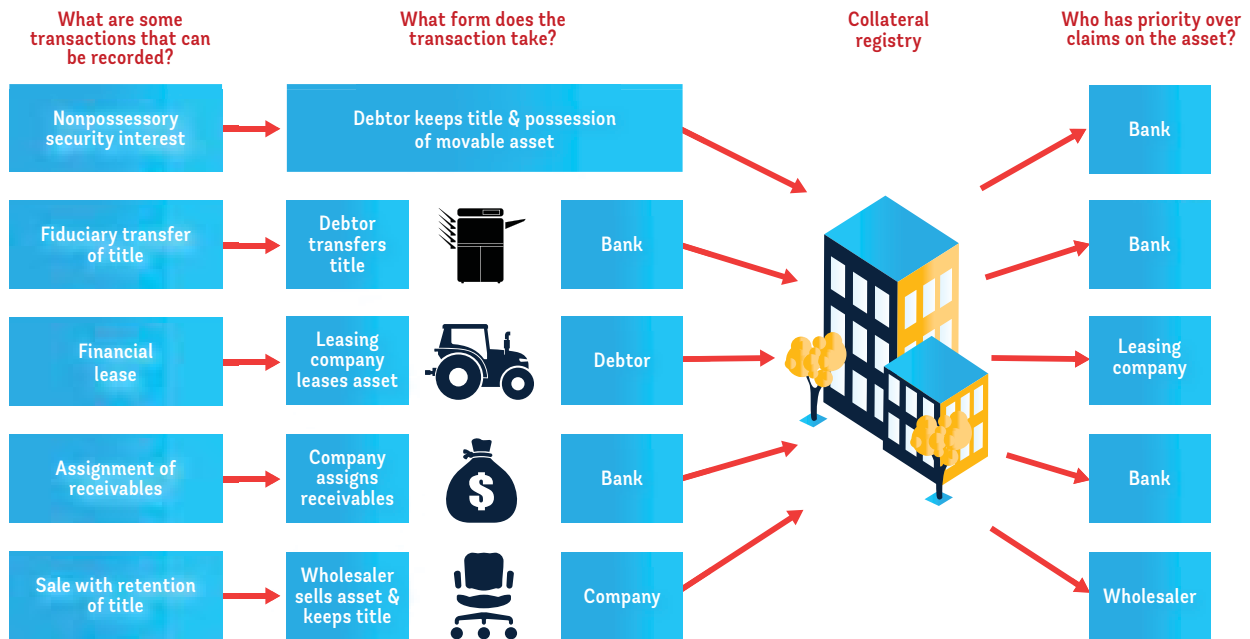 What are some
transactions that can
be recorded?
What form does the
transaction take?
Collateral
registry
Who has priority over
claims on the asset?
Nonpossessory
security interest
Debtor keeps title & possession
of movable asset
Bank
Fiduciary transfer
of title
Debtor
transfers
title
Bank
Bank
Financial
lease
Leasing
company
leases asset
Debtor
Leasing
company
Assignment of
receivables
Company
assigns
receivables
$
Bank
Bank
Sale with retention
of title
Wholesaler
sells asset &
keeps title
Company
Wholesaler